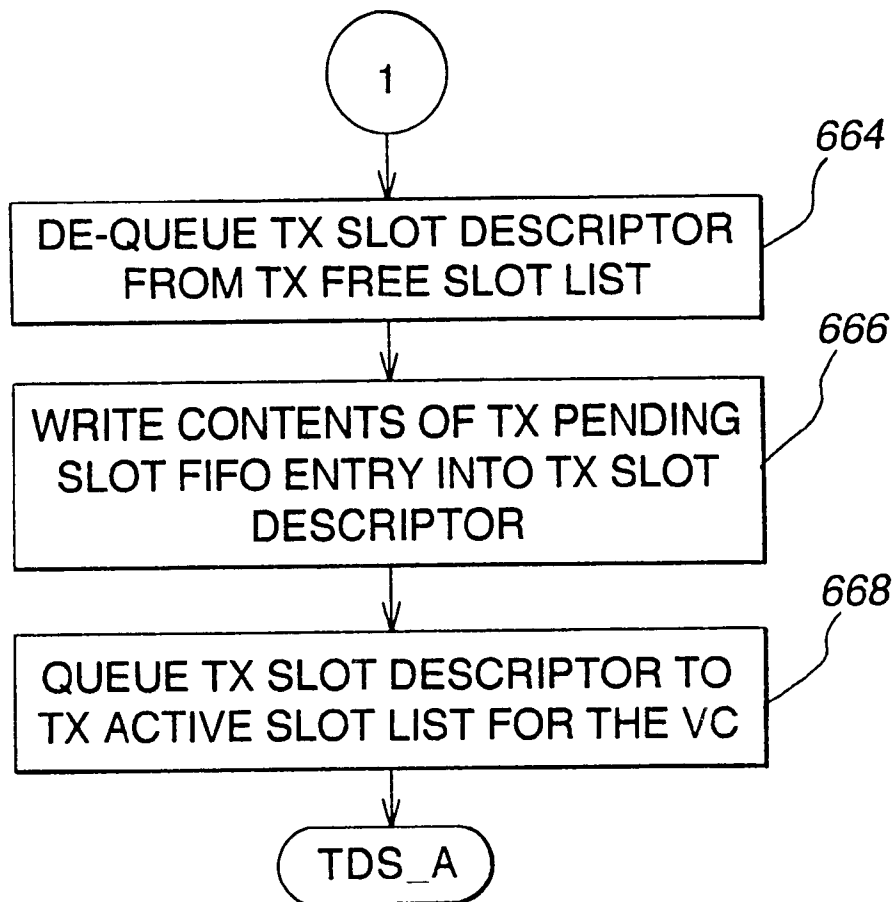 1
664
DE-QUEUE TX SLOT DESCRIPTOR
FROM TX FREE SLOT LIST
666
WRITE CONTENTS OF TX PENDING
SLOT FIFO ENTRY INTO TX SLOT
DESCRIPTOR
668
QUEUE TX SLOT DESCRIPTOR TO
TX ACTIVE SLOT LIST FOR THE VC
TDS_A